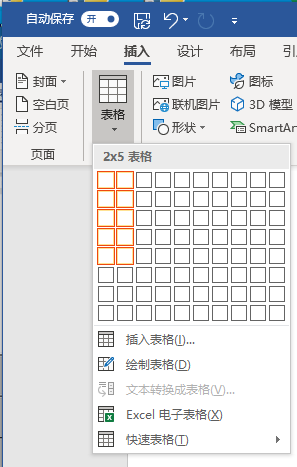 自动保存 开
文件 开始 插入 设计 布局
封面
空白页
分页
页面
表格
图片
联机图片
形状
图标
3D 模型
SmartArt
2x5 表格
插入表格(I)...
绘制表格(D)
文本转换成表格(V)...
Excel 电子表格(X)
快速表格(T)